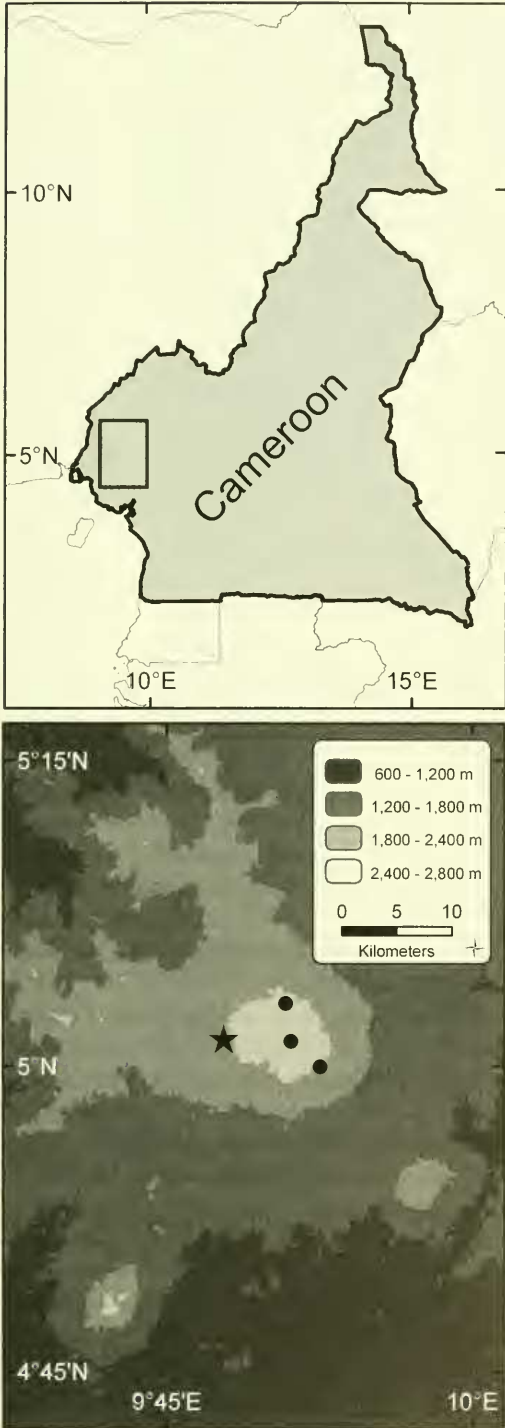 10°N
5°N
Cameroon
10°E
15°E
5°15'N
600 - 1,200 m
1,200 - 1,800 m
1,800 - 2,400 m
2,400 - 2,800 m
0 5 10
Kilometers
5°N
4°45'N
9°45'E
10°E